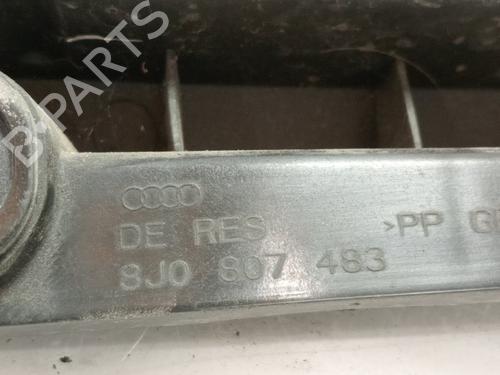 B-PARTS
DE RES >PP G
8J0 807 483